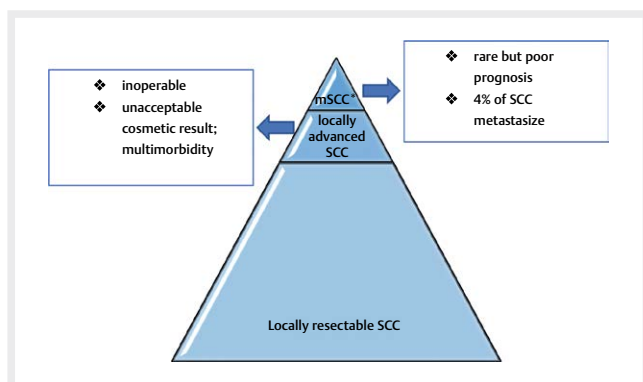 ❖ inoperable
❖ unacceptable
cosmetic result;
multimorbidity
mSCC*
locally
advanced
SCC
❖ rare but poor
prognosis
❖ 4% of SCC
metastasize
Locally resectable SCC